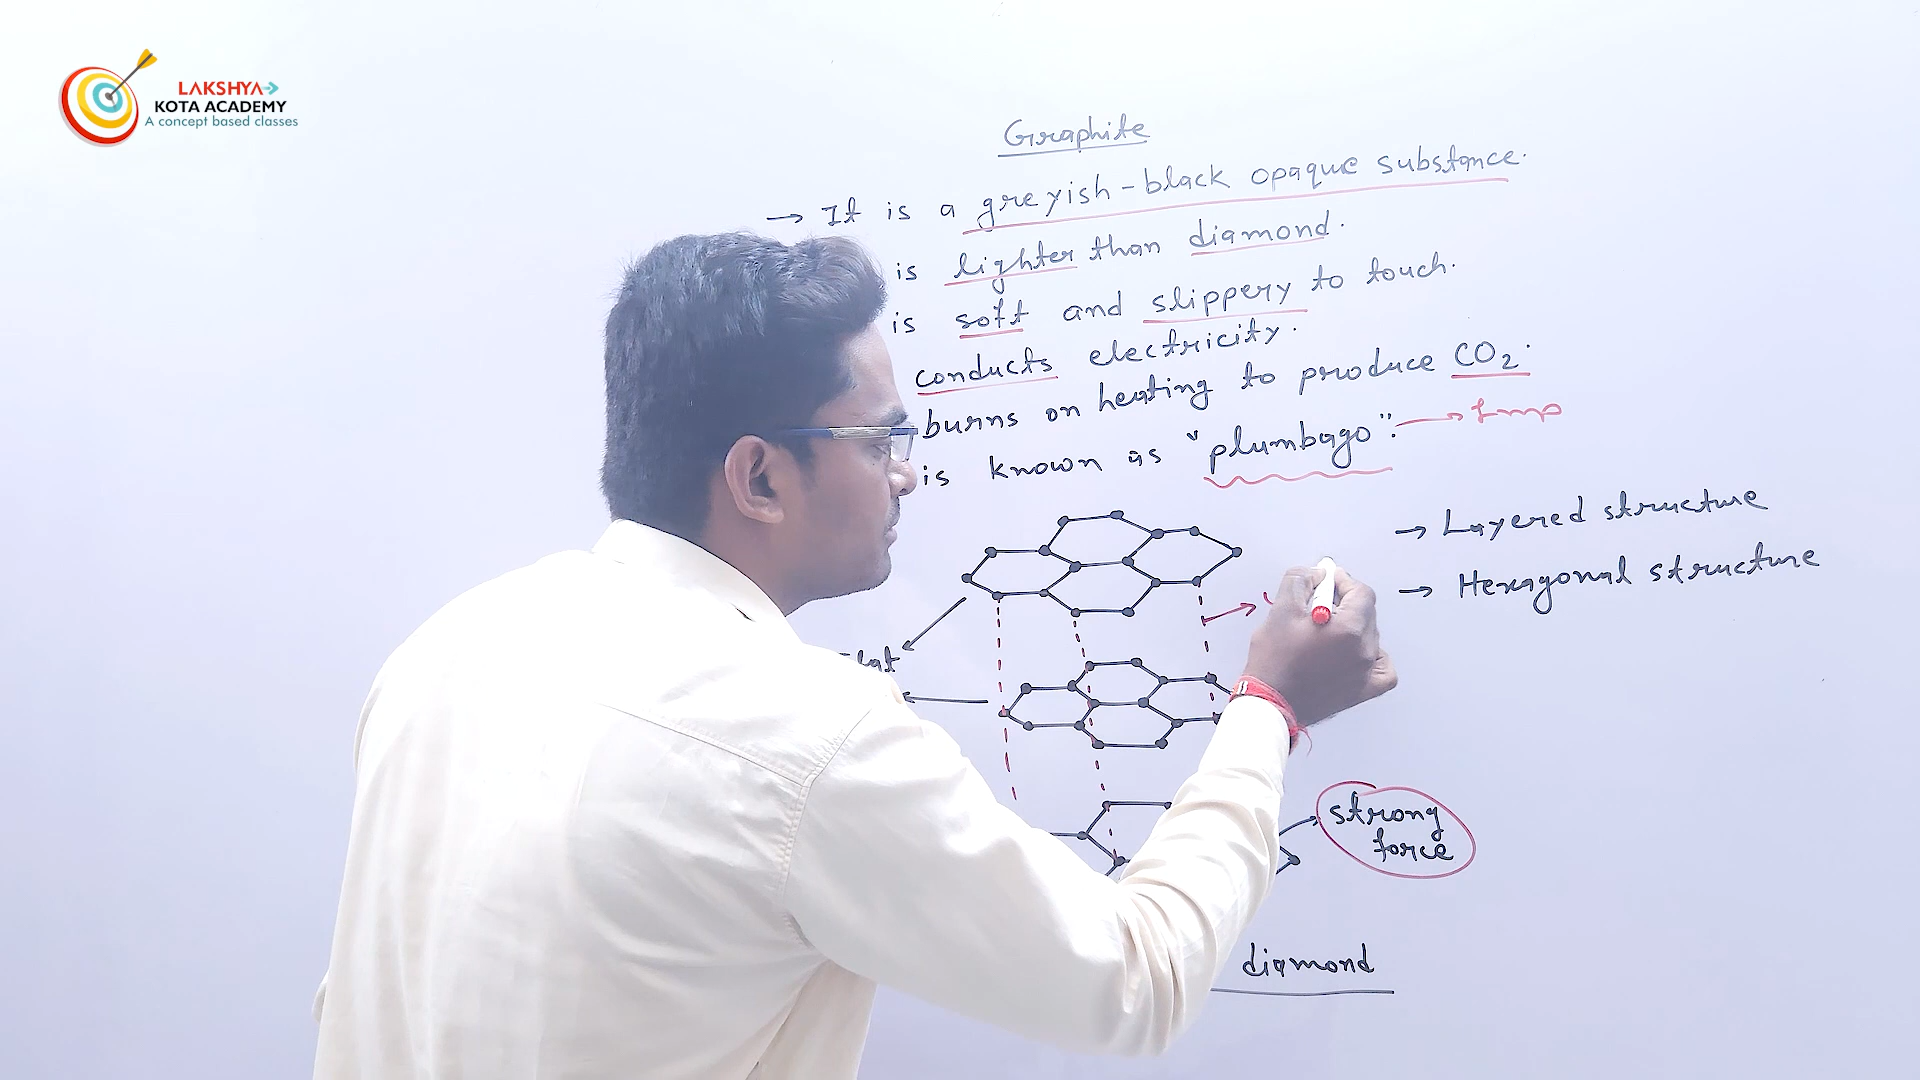 LAKSHYA
KOTA ACADEMY
A concept based classes
Graphite
→ It is a greyish-black opaque substance.
is lighter than diamond.
is soft and slippery to touch.
conducts electricity.
burns on heating to produce CO2.
is known as "plumbago". → Imp
→ Layered structure
→ Hexagonal structure
strong
force
diamond